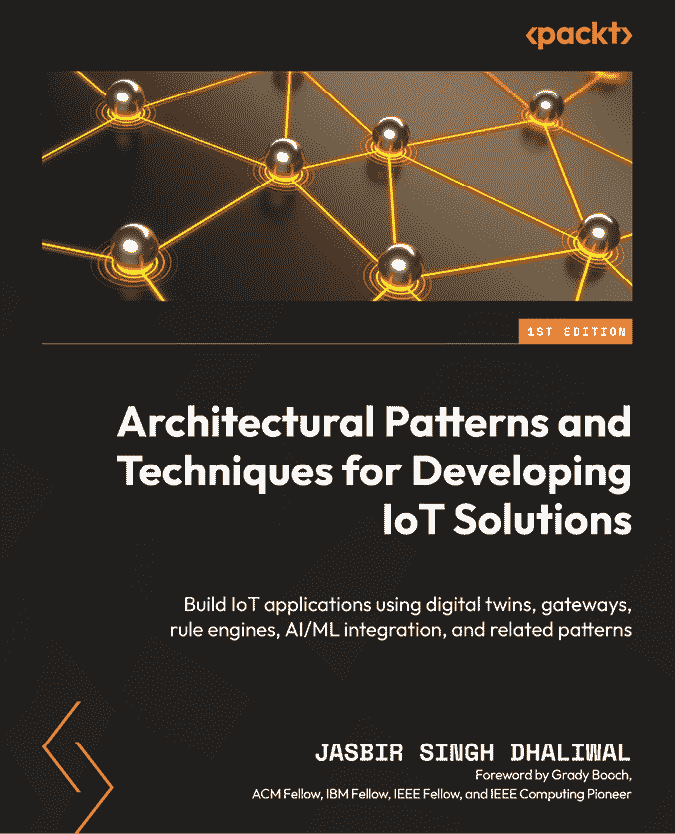 <packt>
1ST EDITION
Architectural Patterns and
Techniques for Developing
IoT Solutions
Build IoT applications using digital twins, gateways,
rule engines, AI/ML integration, and related patterns
JASBIR SINGH DHALIWAL
Foreword by Grady Booch,
ACM Fellow, IBM Fellow, IEEE Fellow, and IEEE Computing Pioneer